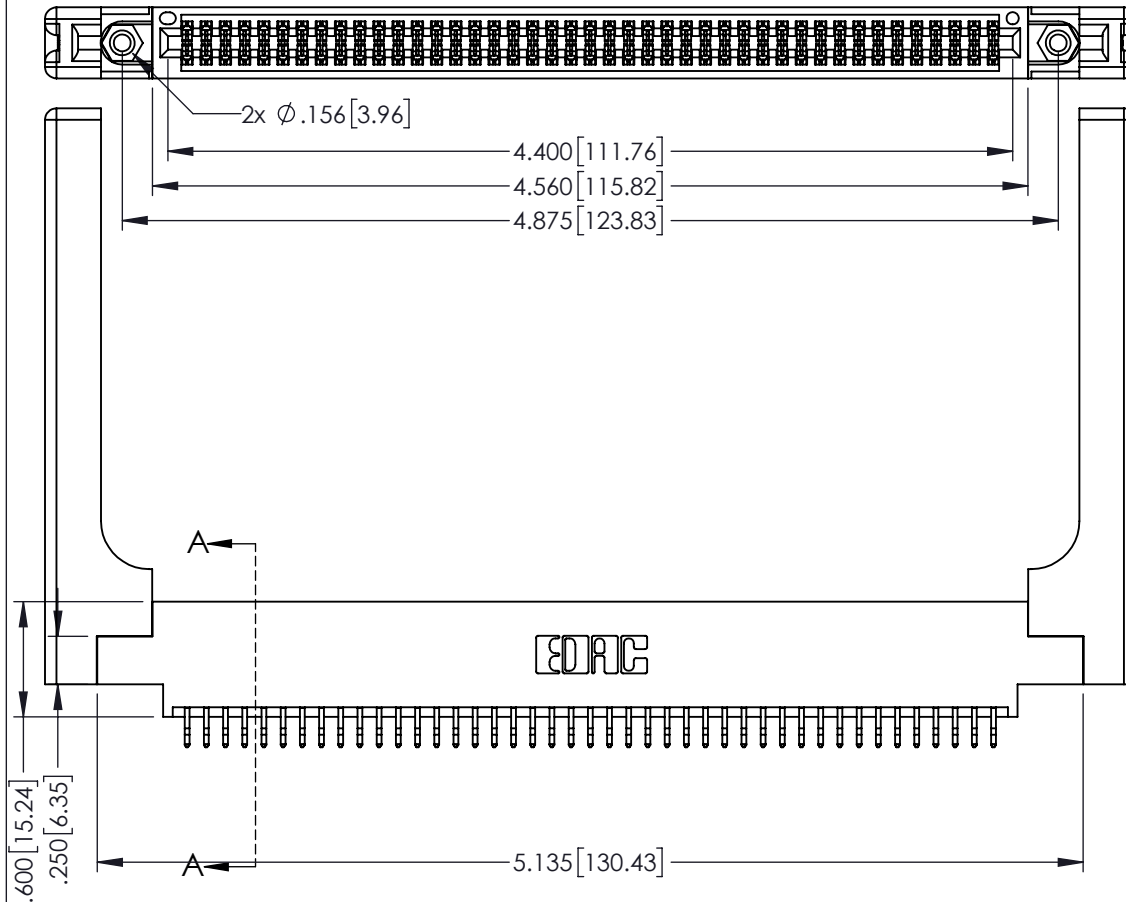 2x Ø.156[3.96]
4.400[111.76]
4.560[115.82]
4.875[123.83]
A
EDAC
.600[15.24]
.250[6.35]
A
5.135[130.43]